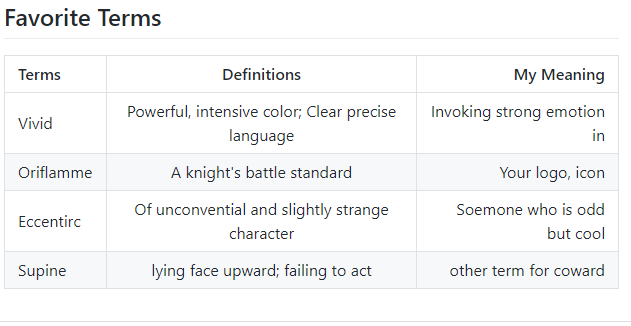 Favorite Terms
Terms Definitions My Meaning
Vivid Powerful, intensive color; Clear precise language Invoking strong emotion in
Oriflamme A knight's battle standard Your logo, icon
Eccentirc Of unconvential and slightly strange character Soemone who is odd but cool
Supine lying face upward; failing to act other term for coward